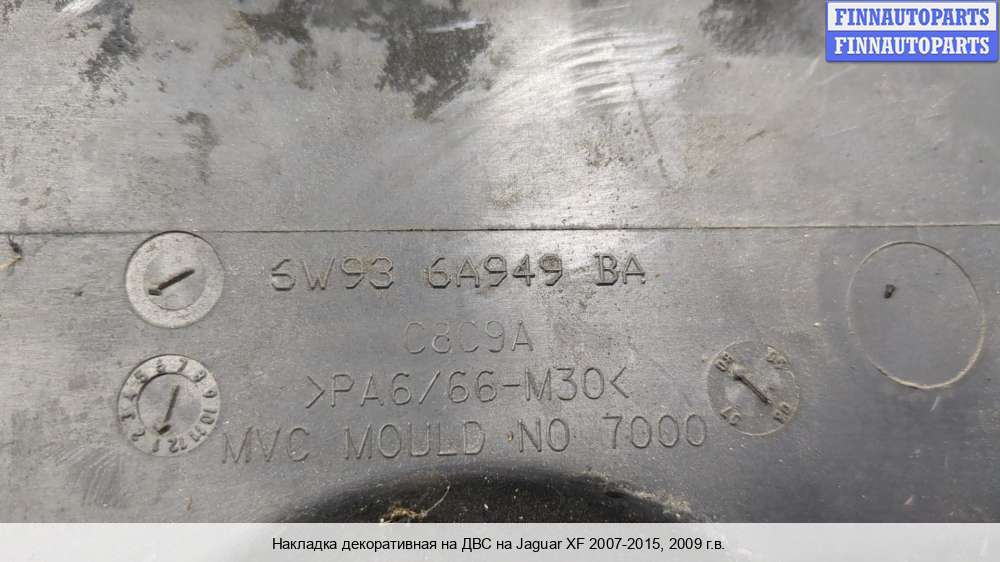 FINNAUTOPARTS
FINNAUTOPARTS
6W93 6A949 BA
C8C9A
>PA6/66-M30<
MVC MOULD NO 7000
Накладка декоративная на ДВС на Jaguar XF 2007-2015, 2009 г.в.